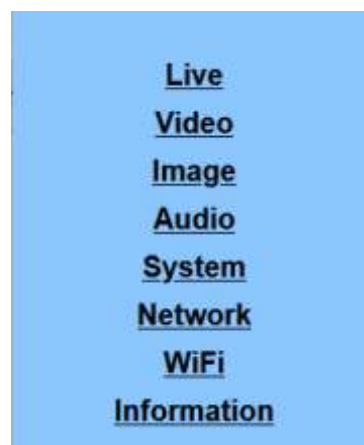 Live
Video
Image
Audio
System
Network
WiFi
Information